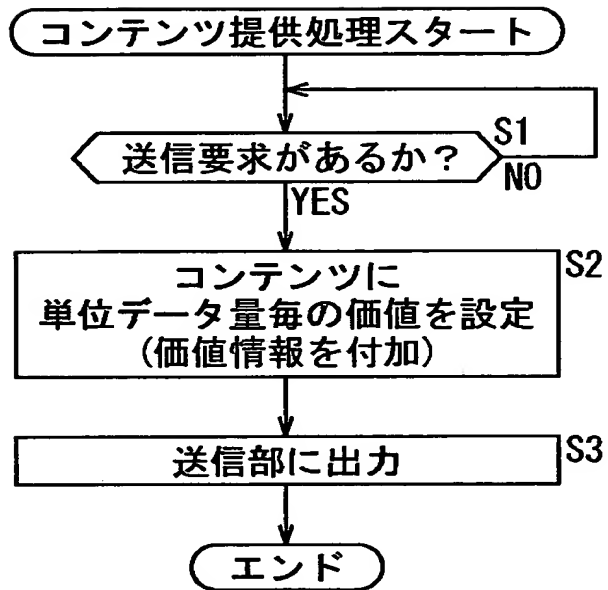 コンテンツ提供処理スタート
送信要求があるか?
S1
NO
YES
コンテンツに
単位データ量毎の価値を設定
(価値情報を付加)
S2
送信部に出力
S3
エンド